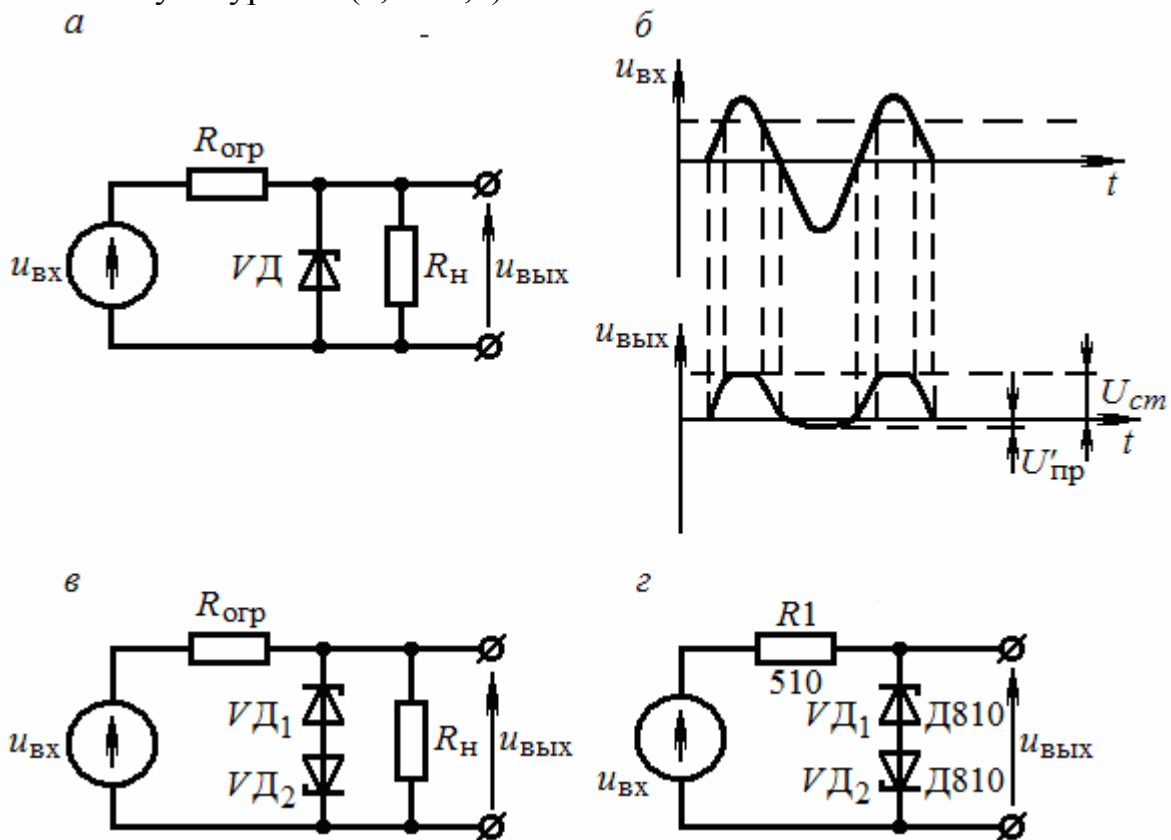 а
б
u вх
t
R огр
u вх
VД
R н
u вых
u вых
U ст
t
U′ пр
в
г
R огр
R1
510
VД1
Д810
u вх
R н
u вых
VД1
u вых
VД2
u вх
VД2
Д810